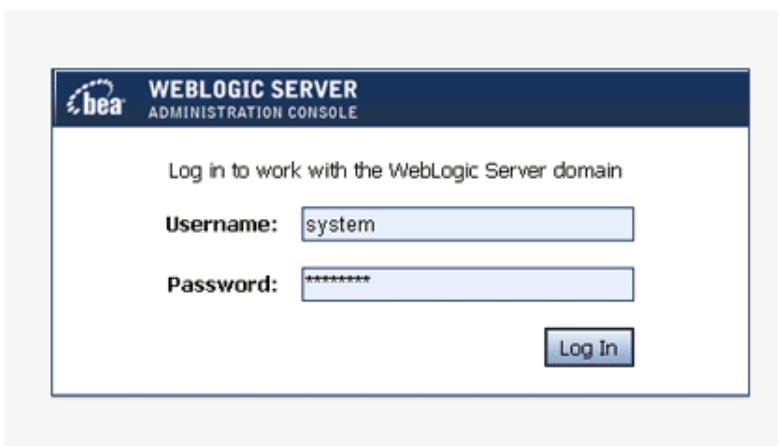 bea
WEBLOGIC SERVER
ADMINISTRATION CONSOLE
Log in to work with the WebLogic Server domain
Username: system
Password: ********
Log In